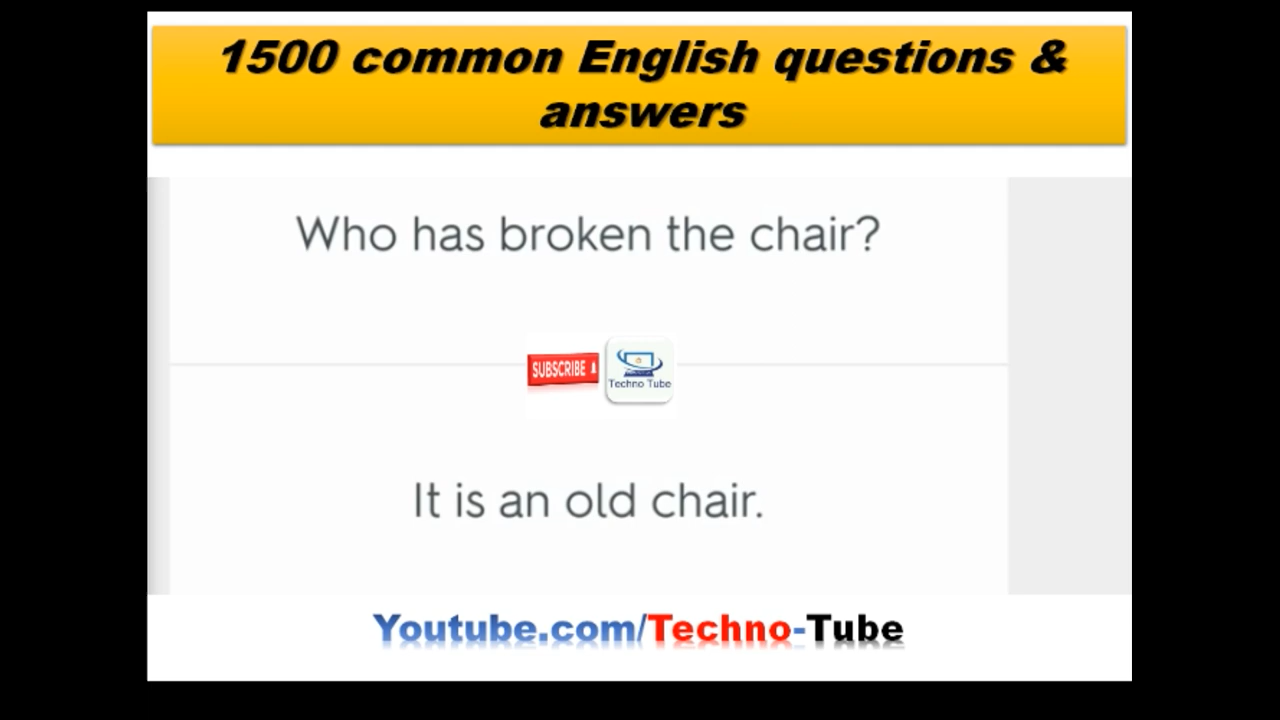 1500 common English questions &
answers
Who has broken the chair?
SUBSCRIBE
Techno Tube
It is an old chair.
Youtube.com/Techno-Tube